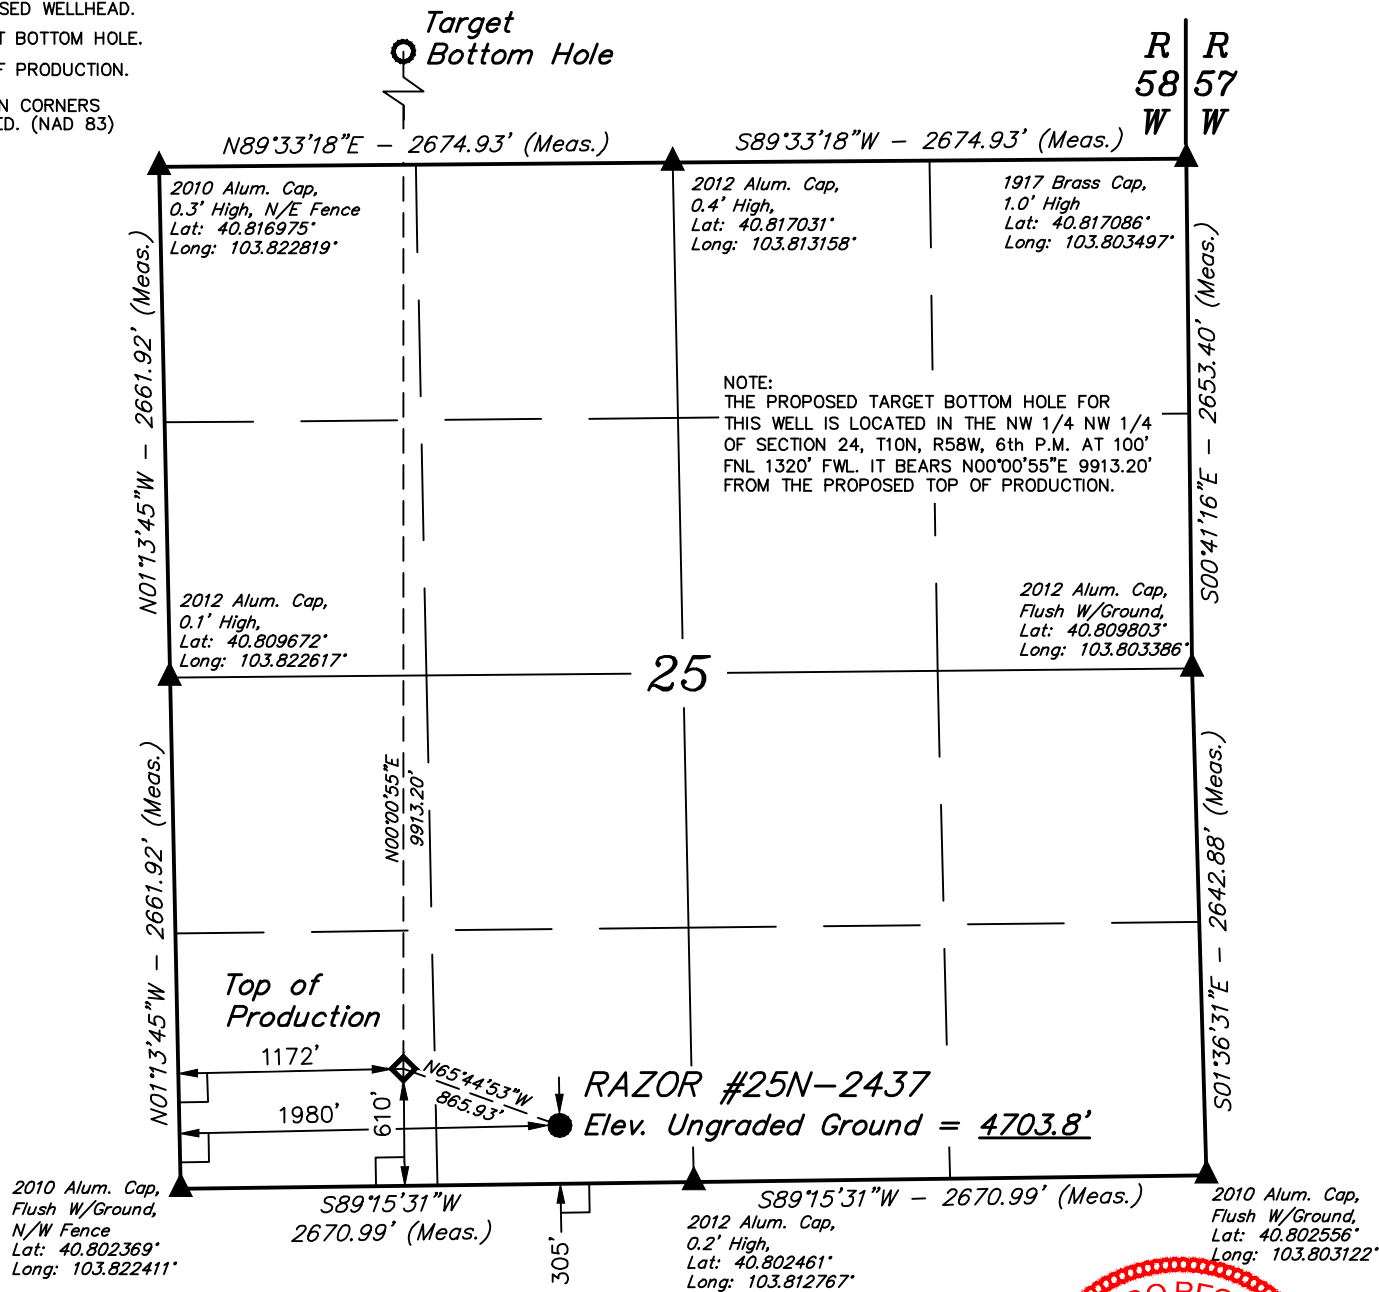 SED WELLHEAD.
T BOTTOM HOLE.
F PRODUCTION.
N CORNERS
ED. (NAD 83)
Target
Bottom Hole
R R
58 57
W W
N89°33'18"E - 2674.93' (Meas.)
S89°33'18"W - 2674.93' (Meas.)
2010 Alum. Cap,
0.3' High, N/E Fence
Lat: 40.816975°
Long: 103.822819°
2012 Alum. Cap,
0.4' High,
Lat: 40.817031°
Long: 103.813158°
1917 Brass Cap,
1.0' High
Lat: 40.817086°
Long: 103.803497°
N01°13'45"W - 2661.92' (Meas.)
S00°41'16"E - 2653.40' (Meas.)
NOTE:
THE PROPOSED TARGET BOTTOM HOLE FOR
THIS WELL IS LOCATED IN THE NW 1/4 NW 1/4
OF SECTION 24, T10N, R58W, 6th P.M. AT 100'
FNL 1320' FWL. IT BEARS N00°00'55"E 9913.20'
FROM THE PROPOSED TOP OF PRODUCTION.
2012 Alum. Cap,
0.1' High,
Lat: 40.809672°
Long: 103.822617°
2012 Alum. Cap,
Flush W/Ground,
Lat: 40.809803°
Long: 103.803386°
25
N01°13'45"W - 2661.92' (Meas.)
N00°00'55"E
9913.20'
S01°36'31"E - 2642.88' (Meas.)
Top of
Production
1172'
N65°44'53"W
865.93'
1980'
610'
RAZOR #25N-2437
Elev. Ungraded Ground = 4703.8'
2010 Alum. Cap,
Flush W/Ground,
N/W Fence
Lat: 40.802369°
Long: 103.822411°
S89°15'31"W
2670.99' (Meas.)
305'
S89°15'31"W - 2670.99' (Meas.)
2012 Alum. Cap,
0.2' High,
Lat: 40.802461°
Long: 103.812767°
2010 Alum. Cap,
Flush W/Ground,
Lat: 40.802556°
Long: 103.803122°